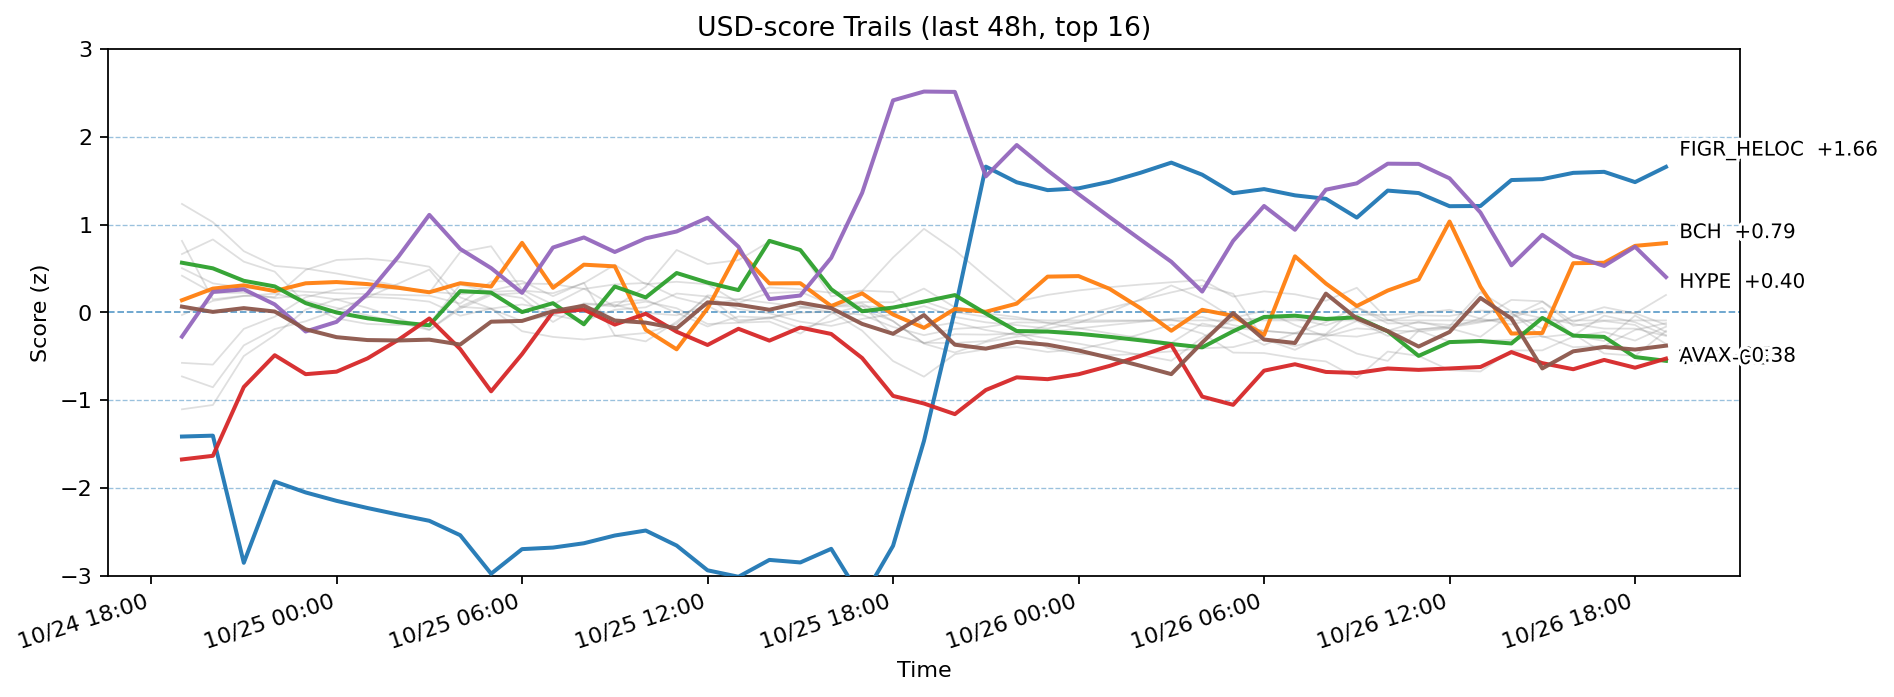 USD-score Trails (last 48h, top 16)
Score (z)
3
2
1
0
−1
−2
−3
FIGR_HELOC +1.66
BCH +0.79
HYPE +0.40
AVAX -0.38
10/24 18:00
10/25 00:00
10/25 06:00
10/25 12:00
10/25 18:00
10/26 00:00
10/26 06:00
10/26 12:00
10/26 18:00
Time